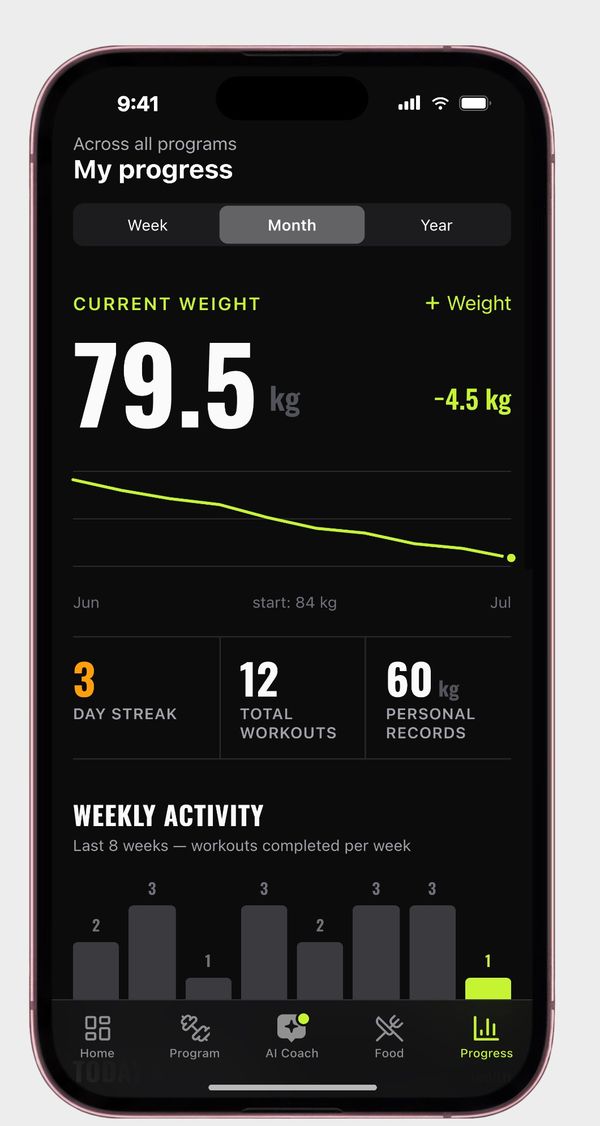 9:41
Across all programs
My progress
Week Month Year
CURRENT WEIGHT + Weight
79.5 kg -4.5 kg
Jun start: 84 kg Jul
3 12 60 kg
DAY STREAK TOTAL WORKOUTS PERSONAL RECORDS
WEEKLY ACTIVITY
Last 8 weeks — workouts completed per week
2 3 1 3 2 3 3 1
Home Program AI Coach Food Progress